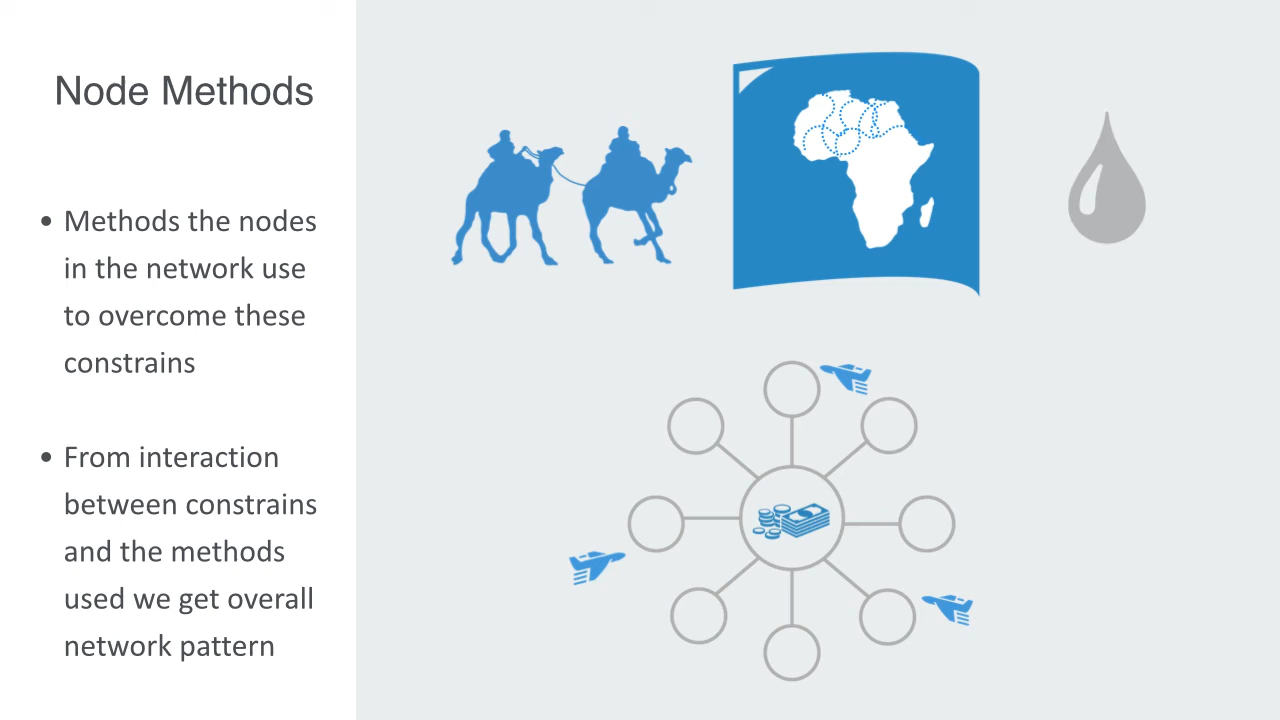 Node Methods
• Methods the nodes
in the network use
to overcome these
constrains
• From interaction
between constrains
and the methods
used we get overall
network pattern